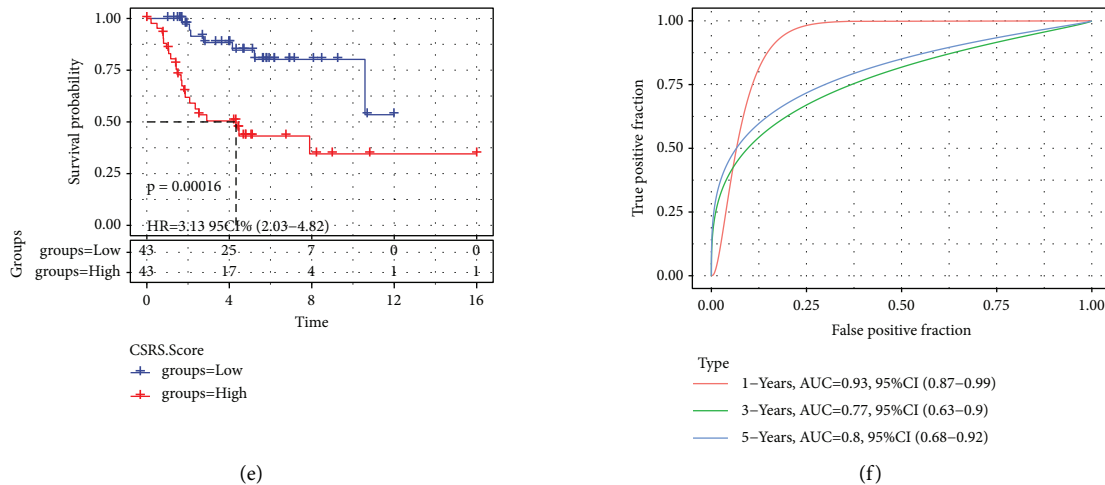 1.00
0.75
0.50
0.25
0.00
Survival probability
p = 0.00016
HR=3.13 95CI% (2.03−4.82)
Groups
groups=Low 43 25 7 0 0
groups=High 43 17 4 1 1
0 4 8 12 16
Time
CSRS.Score
groups=Low
groups=High
(e)
1.00
0.75
0.50
0.25
0.00
True positive fraction
0.00 0.25 0.50 0.75 1.00
False positive fraction
Type
1−Years, AUC=0.93, 95%CI (0.87−0.99)
3−Years, AUC=0.77, 95%CI (0.63−0.9)
5−Years, AUC=0.8, 95%CI (0.68−0.92)
(f)